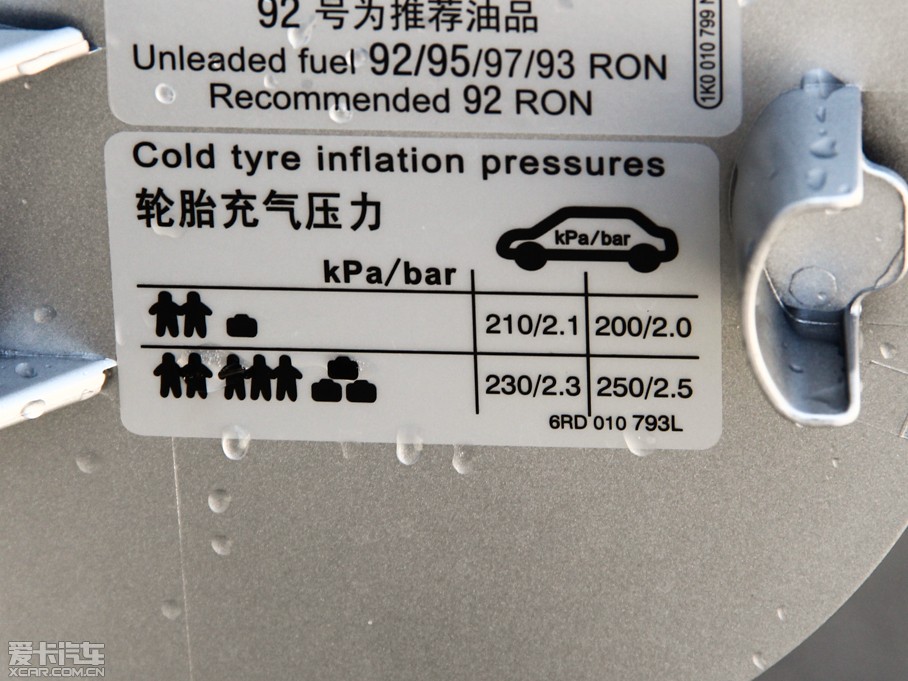 92 号为推荐油品
Unleaded fuel 92/95/97/93 RON
Recommended 92 RON
1K0 010 799
Cold tyre inflation pressures
轮胎充气压力
kPa/bar
kPa/bar
210/2.1 200/2.0
230/2.3 250/2.5
6RD 010 793L
爱卡汽车
XCAR.COM.CN